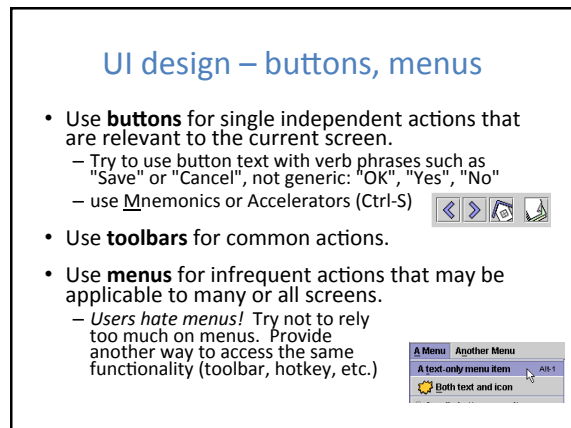 UI design – buttons, menus
• Use buttons for single independent actions that
are relevant to the current screen.
– Try to use button text with verb phrases such as
"Save" or "Cancel", not generic: "OK", "Yes", "No"
– use Mnemonics or Accelerators (Ctrl-S)
• Use toolbars for common actions.
• Use menus for infrequent actions that may be
applicable to many or all screens.
– Users hate menus! Try not to rely
too much on menus. Provide
another way to access the same
functionality (toolbar, hotkey, etc.)
A Menu Another Menu
A text-only menu item Alt-1
Both text and icon